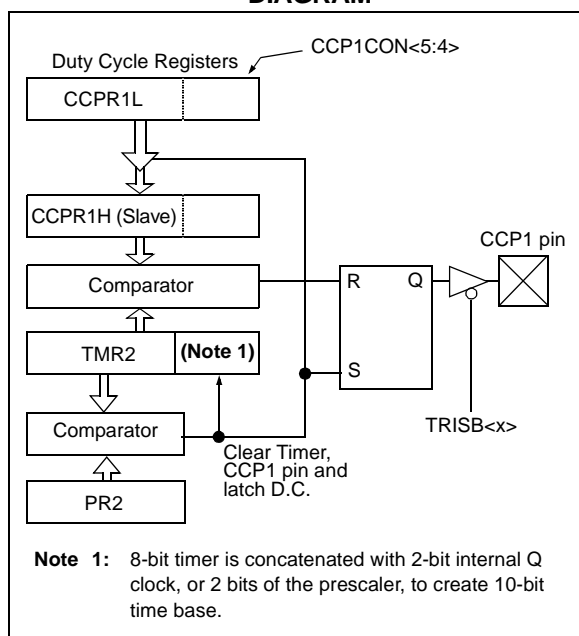 DIAGRAM
Duty Cycle Registers
CCP1CON<5:4>
CCPR1L
CCPR1H (Slave)
CCP1 pin
Comparator
R
Q
TMR2
(Note 1)
S
TRISB<x>
Comparator
Clear Timer,
CCP1 pin and
latch D.C.
PR2
Note 1: 8-bit timer is concatenated with 2-bit internal Q
clock, or 2 bits of the prescaler, to create 10-bit
time base.